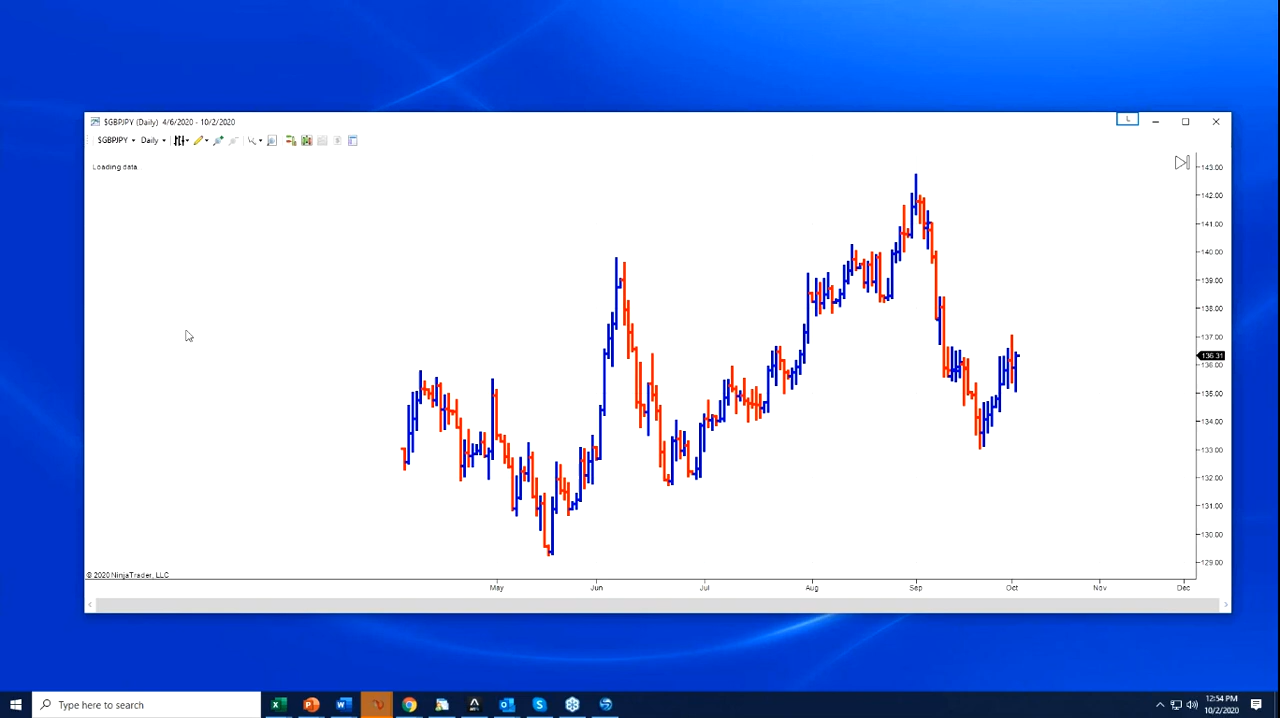 $GBPJPY (Daily) 4/6/2020 - 10/2/2020
L
$GBPJPY Daily
Loading data
143.00
142.00
141.00
140.00
139.00
138.00
137.00
136.31
136.00
135.00
134.00
133.00
132.00
131.00
130.00
129.00
© 2020 NinjaTrader, LLC
May Jun Jul Aug Sep Oct Nov Dec
Type here to search
12:54 PM
10/2/2020